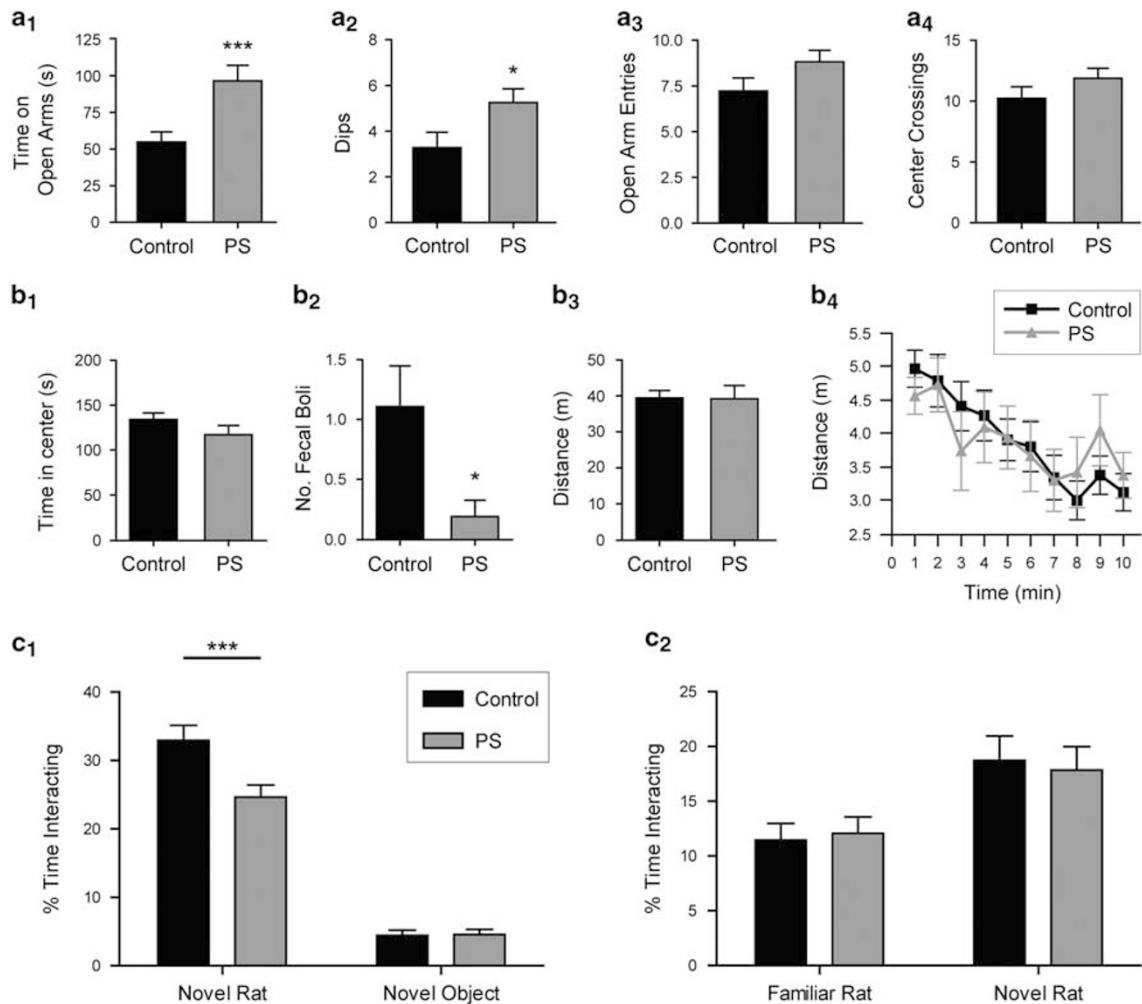 a1
Time on
Open Arms (s)
125
100
75
50
25
0
***
Control PS
a2
Dips
8
6
4
2
0
*
Control PS
a3
Open Arm Entries
10.0
7.5
5.0
2.5
0.0
Control PS
a4
Center Crossings
15
10
5
0
Control PS
b1
Time in center (s)
200
150
100
50
0
Control PS
b2
No. Fecal Boli
1.5
1.0
0.5
0.0
*
Control PS
b3
Distance (m)
50
40
30
20
10
0
Control PS
b4
Control
PS
Distance (m)
5.5
5.0
4.5
4.0
3.5
3.0
2.5
0 1 2 3 4 5 6 7 8 9 10
Time (min)
c1
***
% Time Interacting
40
30
20
10
0
Control
PS
Novel Rat Novel Object
c2
% Time Interacting
25
20
15
10
5
0
Familiar Rat Novel Rat